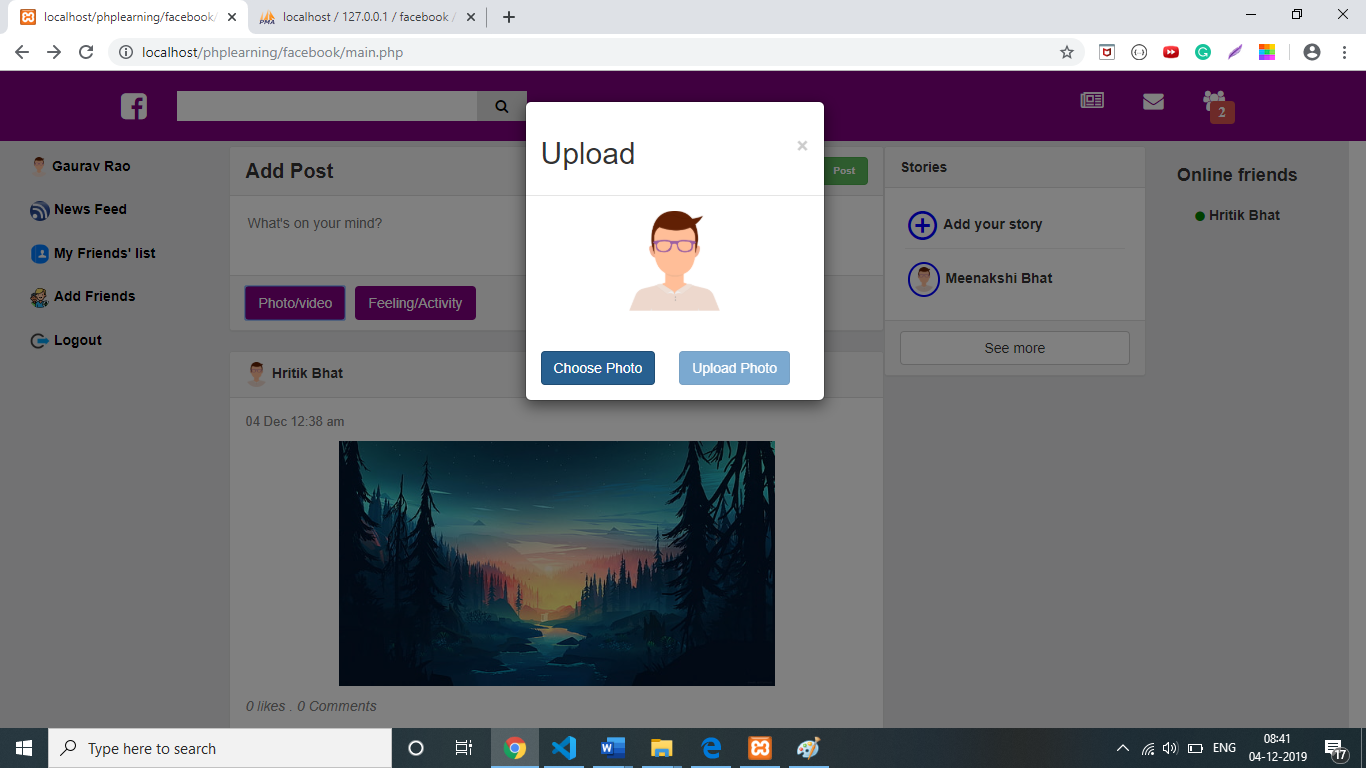 localhost/phplearning/facebook/
localhost / 127.0.0.1 / facebook /
localhost/phplearning/facebook/main.php
2
Gaurav Rao
News Feed
My Friends' list
Add Friends
Logout
Add Post
Post
What's on your mind?
Photo/video
Feeling/Activity
Upload
×
Choose Photo
Upload Photo
Hritik Bhat
04 Dec 12:38 am
0 likes . 0 Comments
Stories
Add your story
Meenakshi Bhat
See more
Online friends
Hritik Bhat
Type here to search
ENG
08:41
04-12-2019
17